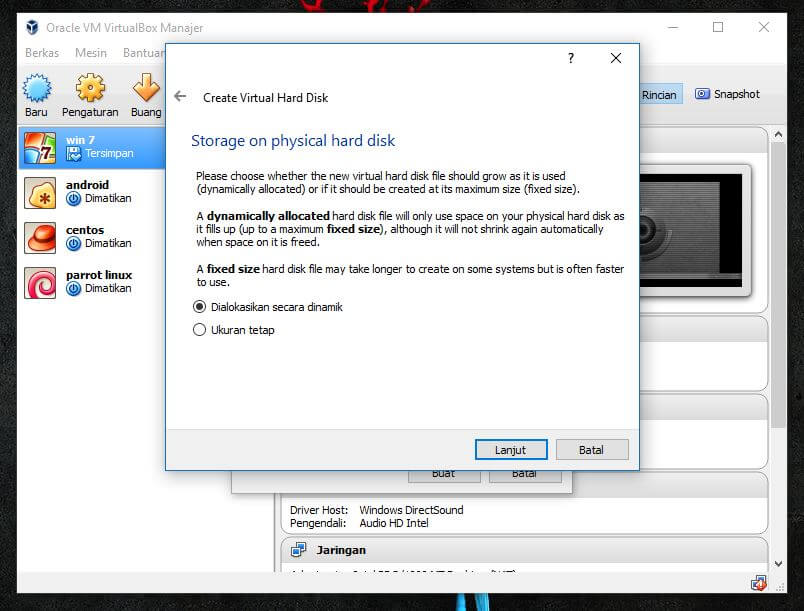 Oracle VM VirtualBox Manajer
Berkas Mesin Bantuan
Baru Pengaturan Buang
Rincian Snapshot
win 7
Tersimpan
android
Dimatikan
centos
Dimatikan
parrot linux
Dimatikan
?
Create Virtual Hard Disk
Storage on physical hard disk
Please choose whether the new virtual hard disk file should grow as it is used
(dynamically allocated) or if it should be created at its maximum size (fixed size).
A dynamically allocated hard disk file will only use space on your physical hard disk as
it fills up (up to a maximum fixed size), although it will not shrink again automatically
when space on it is freed.
A fixed size hard disk file may take longer to create on some systems but is often faster
to use.
Dialokasikan secara dinamik
Ukuran tetap
Lanjut Batal
Buat Batal
Driver Host: Windows DirectSound
Pengendali: Audio HD Intel
Jaringan